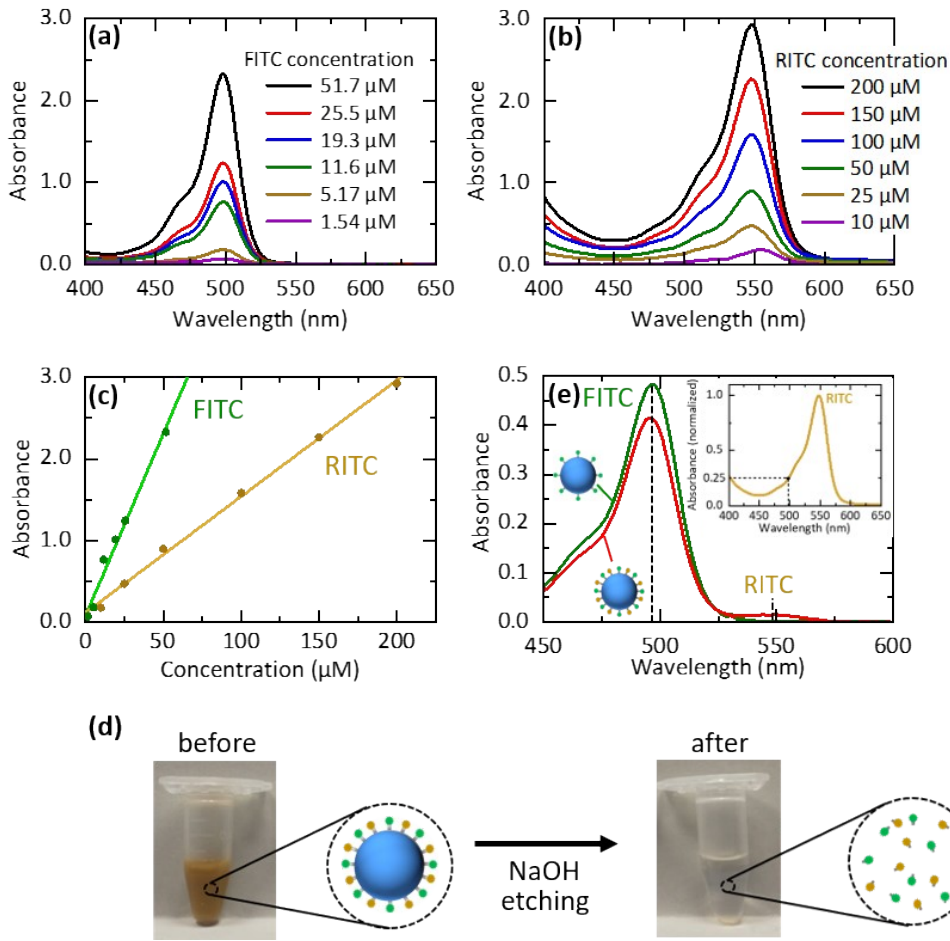 (a)
FITC concentration
51.7 µM
25.5 µM
19.3 µM
11.6 µM
5.17 µM
1.54 µM
3.0
2.0
1.0
0.0
Absorbance
400 450 500 550 600 650
Wavelength (nm)
(b)
RITC concentration
200 µM
150 µM
100 µM
50 µM
25 µM
10 µM
3.0
2.0
1.0
0.0
Absorbance
400 450 500 550 600 650
Wavelength (nm)
(c)
FITC
RITC
3.0
2.0
1.0
0.0
Absorbance
0 50 100 150 200
Concentration (µM)
(e)
FITC
RITC
0.5
0.4
0.3
0.2
0.1
0.0
Absorbance
450 500 550 600
Wavelength (nm)
RITC
1.0
0.5
0.25
0.0
Absorbance (normalized)
400 450 500 550 600 650
Wavelength (nm)
(d)
before
NaOH
etching
after